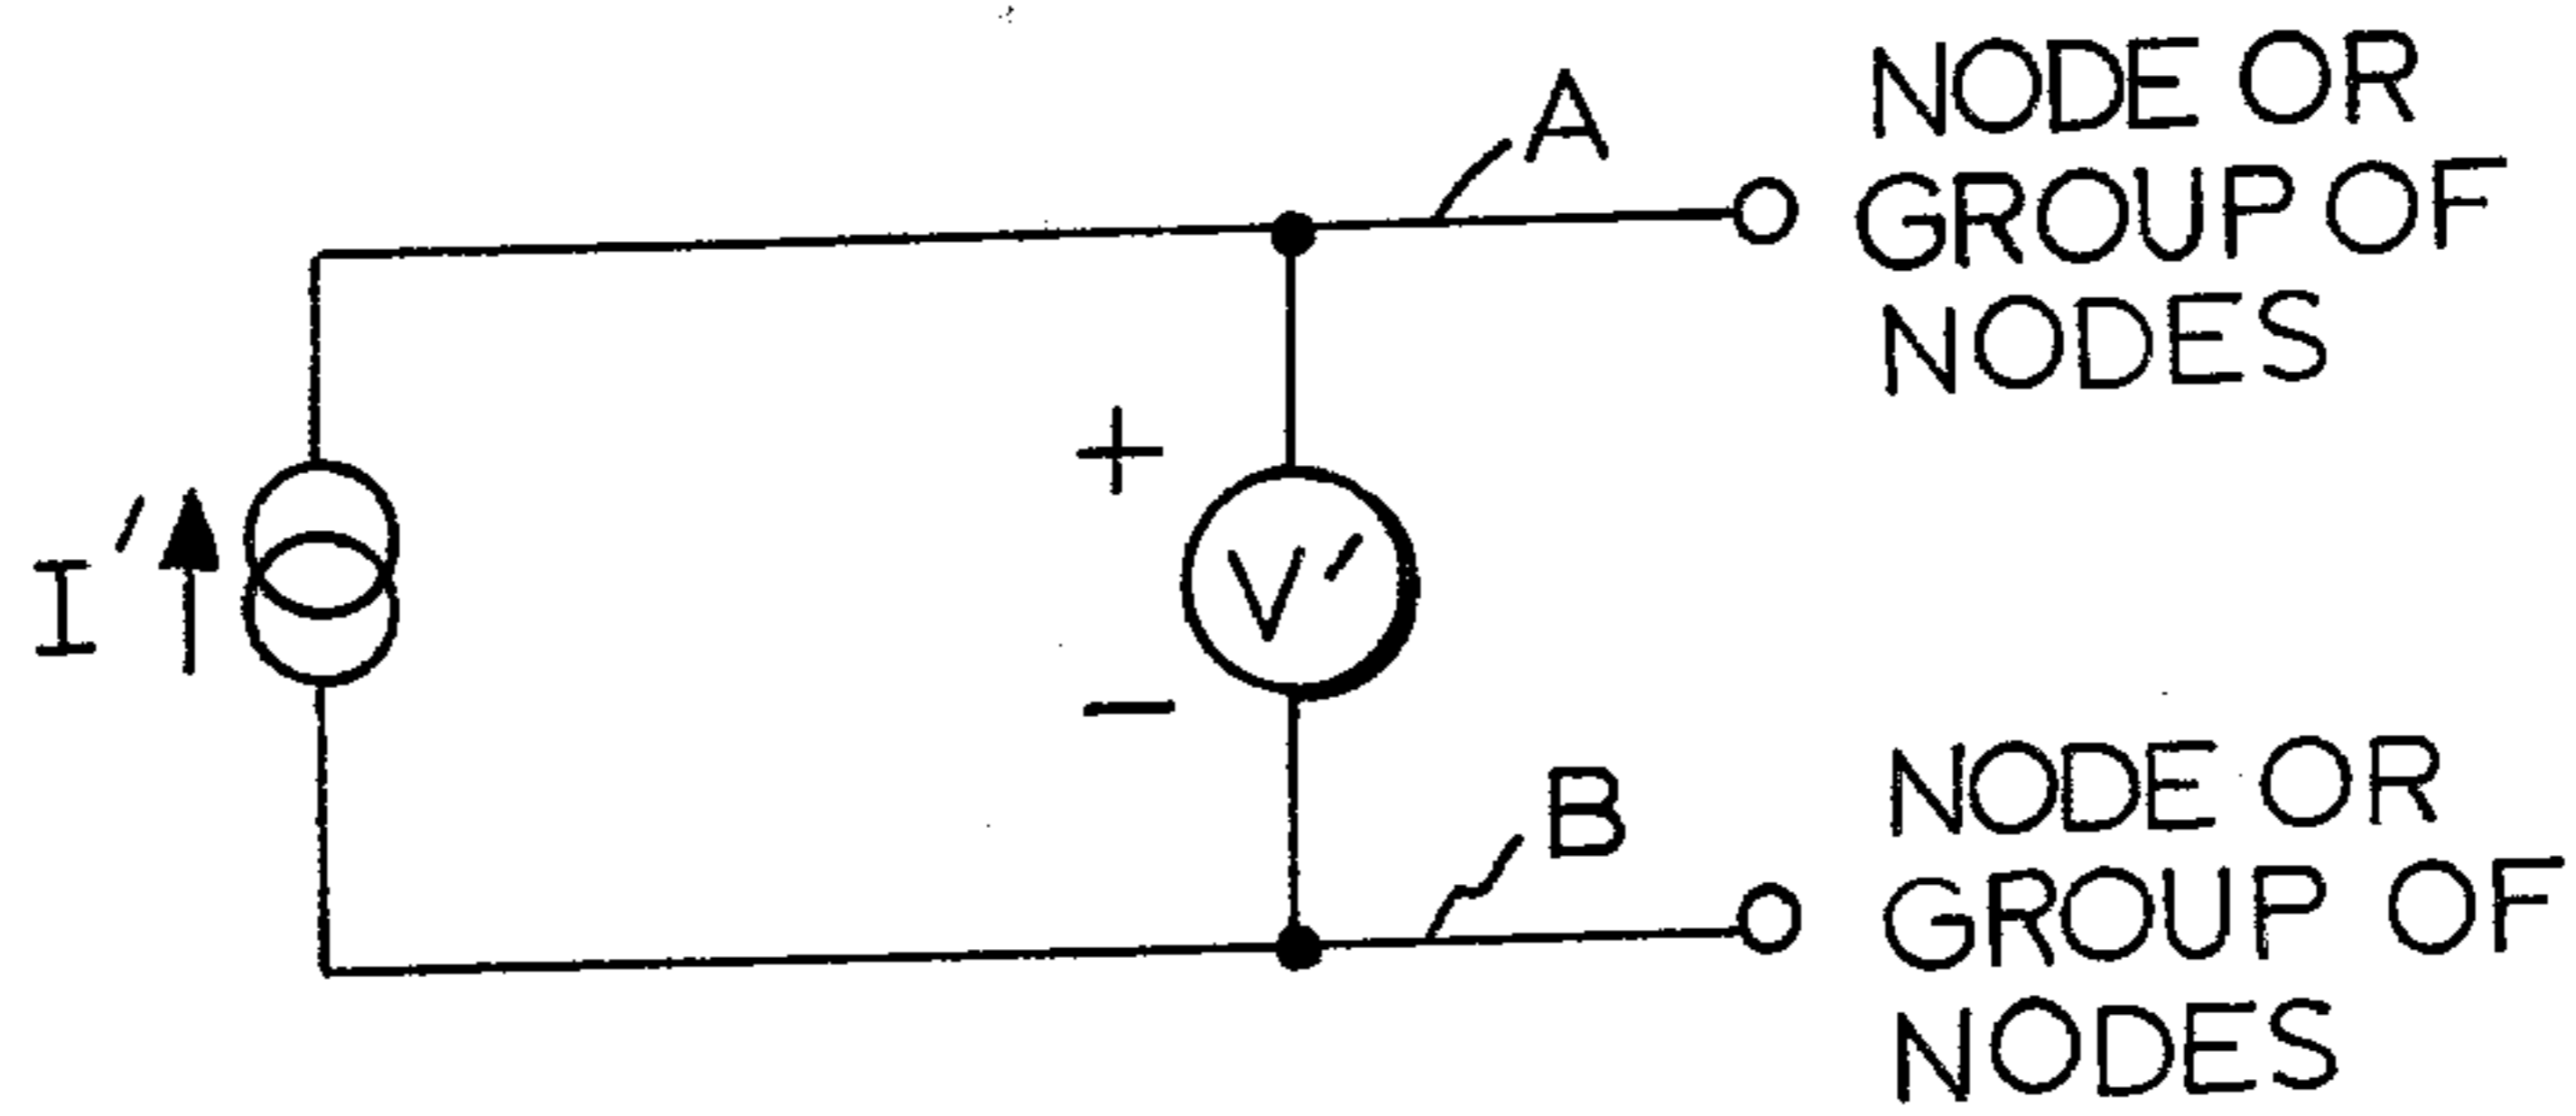 A
NODE OR
GROUP OF
NODES
+
I′
V′
−
B
NODE OR
GROUP OF
NODES